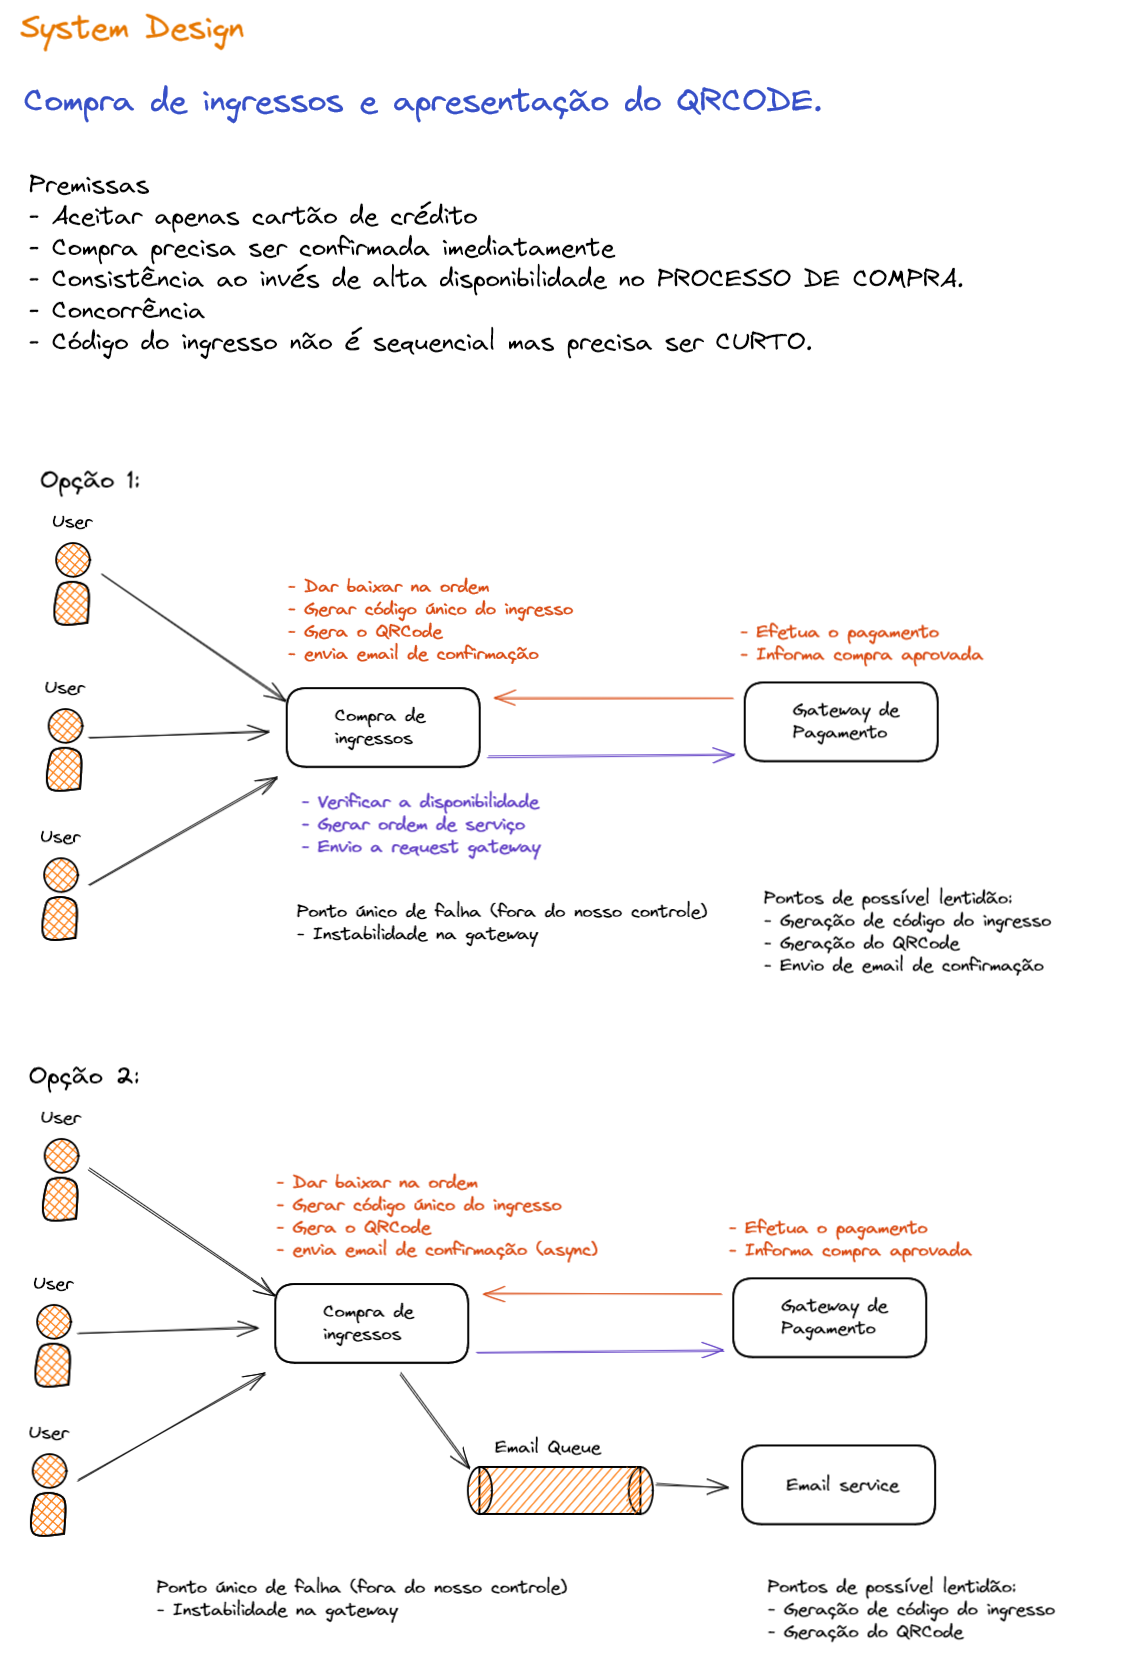 System Design
Compra de ingressos e apresentação do QRCODE.
Premissas
- Aceitar apenas cartão de crédito
- Compra precisa ser confirmada imediatamente
- Consistência ao invés de alta disponibilidade no PROCESSO DE COMPRA.
- Concorrência
- Código do ingresso não é sequencial mas precisa ser CURTO.
Opção 1:
User
- Dar baixar na ordem
- Gerar código único do ingresso
- Gera o QRCode
- envia email de confirmação
- Efetua o pagamento
- Informa compra aprovada
User
Compra de
ingressos
Gateway de
Pagamento
- Verificar a disponibilidade
- Gerar ordem de serviço
- Envio a request gateway
User
Ponto único de falha (fora do nosso controle)
- Instabilidade na gateway
Pontos de possível lentidão:
- Geração de código do ingresso
- Geração do QRCode
- Envio de email de confirmação
Opção 2:
User
- Dar baixar na ordem
- Gerar código único do ingresso
- Gera o QRCode
- envia email de confirmação (async)
- Efetua o pagamento
- Informa compra aprovada
User
Compra de
ingressos
Gateway de
Pagamento
User
Email Queue
Email service
Ponto único de falha (fora do nosso controle)
- Instabilidade na gateway
Pontos de possível lentidão:
- Geração de código do ingresso
- Geração do QRCode